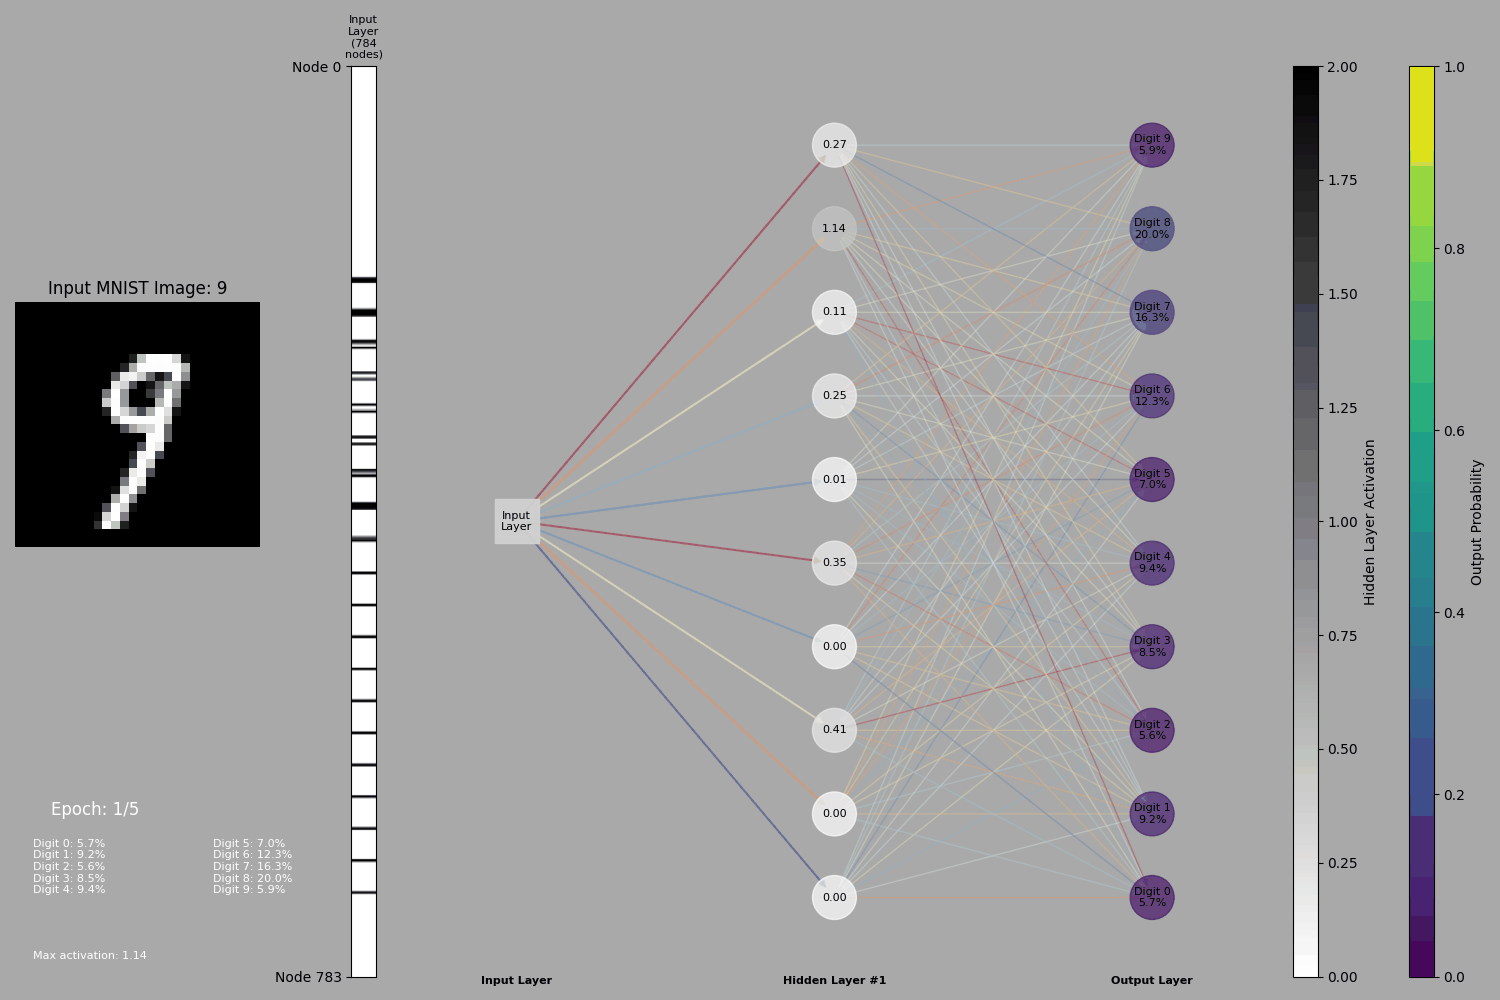 Input
Layer
(784
nodes)
Node 0
Node 783
Input MNIST Image: 9
Epoch: 1/5
Digit 0: 5.7%
Digit 1: 9.2%
Digit 2: 5.6%
Digit 3: 8.5%
Digit 4: 9.4%
Digit 5: 7.0%
Digit 6: 12.3%
Digit 7: 16.3%
Digit 8: 20.0%
Digit 9: 5.9%
Max activation: 1.14
Input
Layer
Input Layer
0.27
1.14
0.11
0.25
0.01
0.35
0.00
0.41
0.00
0.00
Hidden Layer #1
Digit 9
5.9%
Digit 8
20.0%
Digit 7
16.3%
Digit 6
12.3%
Digit 5
7.0%
Digit 4
9.4%
Digit 3
8.5%
Digit 2
5.6%
Digit 1
9.2%
Digit 0
5.7%
Output Layer
2.00
1.75
1.50
1.25
1.00
0.75
0.50
0.25
0.00
Hidden Layer Activation
1.0
0.8
0.6
0.4
0.2
0.0
Output Probability